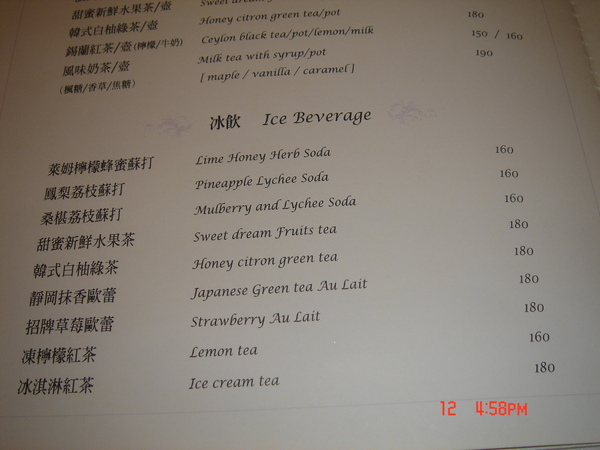 甜蜜新鮮水果茶/壺 Sweet dream
韓式白柚綠茶/壺 Honey citron green tea/pot 180
錫蘭紅茶/壺(檸檬/牛奶) Ceylon black tea/pot/lemon/milk 150 / 160
風味奶茶/壺 Milk tea with syrup/pot 190
(楓糖/香草/焦糖) [ maple / vanilla / caramel ]
冰飲 Ice Beverage
萊姆檸檬蜂蜜蘇打 Lime Honey Herb Soda 160
鳳梨荔枝蘇打 Pineapple Lychee Soda 160
桑椹荔枝蘇打 Mulberry and Lychee Soda 160
甜蜜新鮮水果茶 Sweet dream Fruits tea 180
韓式白柚綠茶 Honey citron green tea 180
靜岡抹香歐蕾 Japanese Green tea Au Lait 180
招牌草莓歐蕾 Strawberry Au Lait 180
凍檸檬紅茶 Lemon tea 160
冰淇淋紅茶 Ice cream tea 180
12 4:58PM